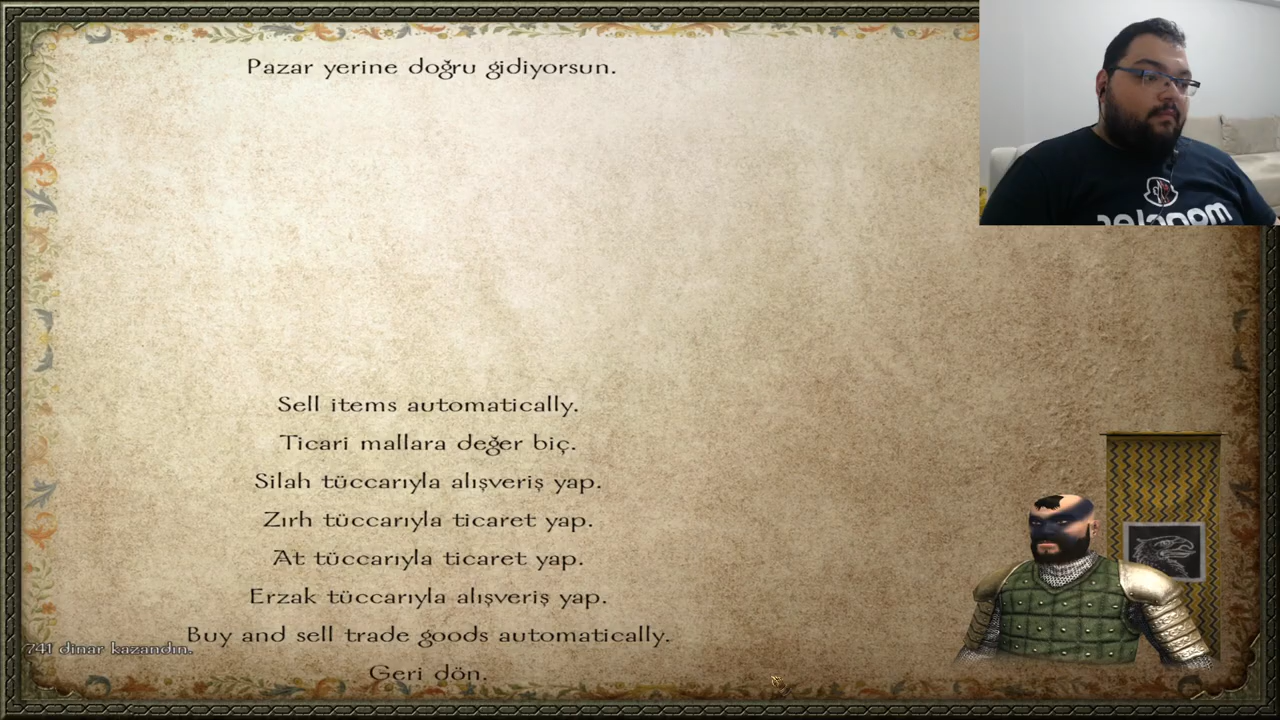 Pazar yerine doğru gidiyorsun.
Sell items automatically.
Ticari mallara değer biç.
Silah tüccarıyla alışveriş yap.
Zırh tüccarıyla ticaret yap.
At tüccarıyla ticaret yap.
Erzak tüccarıyla alışveriş yap.
Buy and sell trade goods automatically.
741 dinar kazandın.
Geri dön.